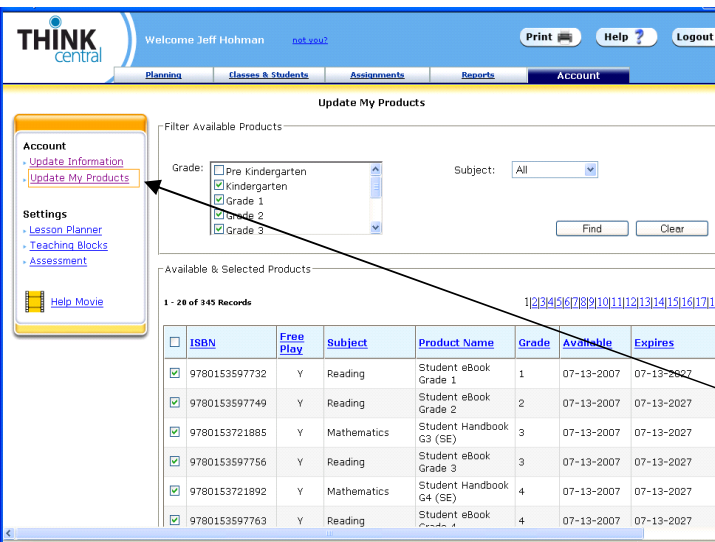 THINK central
Welcome Jeff Hohman not you? Print Help ? Logout
Planning Classes & Students Assignments Reports Account
Update My Products
Account
Update Information
Update My Products
Settings
Lesson Planner
Teaching Blocks
Assessment
Help Movie
Filter Available Products
Grade: Pre Kindergarten
Kindergarten
Grade 1
Grade 2
Grade 3
Subject: All
Find Clear
Available & Selected Products
1 - 20 of 345 Records 1|2|3|4|5|6|7|8|9|10|11|12|13|14|15|16|17|1
ISBN Free Play Subject Product Name Grade Available Expires
9780153597732 Y Reading Student eBook Grade 1 1 07-13-2007 07-13-2027
9780153597749 Y Reading Student eBook Grade 2 2 07-13-2007 07-13-2027
9780153721885 Y Mathematics Student Handbook G3 (SE) 3 07-13-2007 07-13-2027
9780153597756 Y Reading Student eBook Grade 3 3 07-13-2007 07-13-2027
9780153721892 Y Mathematics Student Handbook G4 (SE) 4 07-13-2007 07-13-2027
9780153597763 Y Reading Student eBook Grade 4 4 07-13-2007 07-13-2027